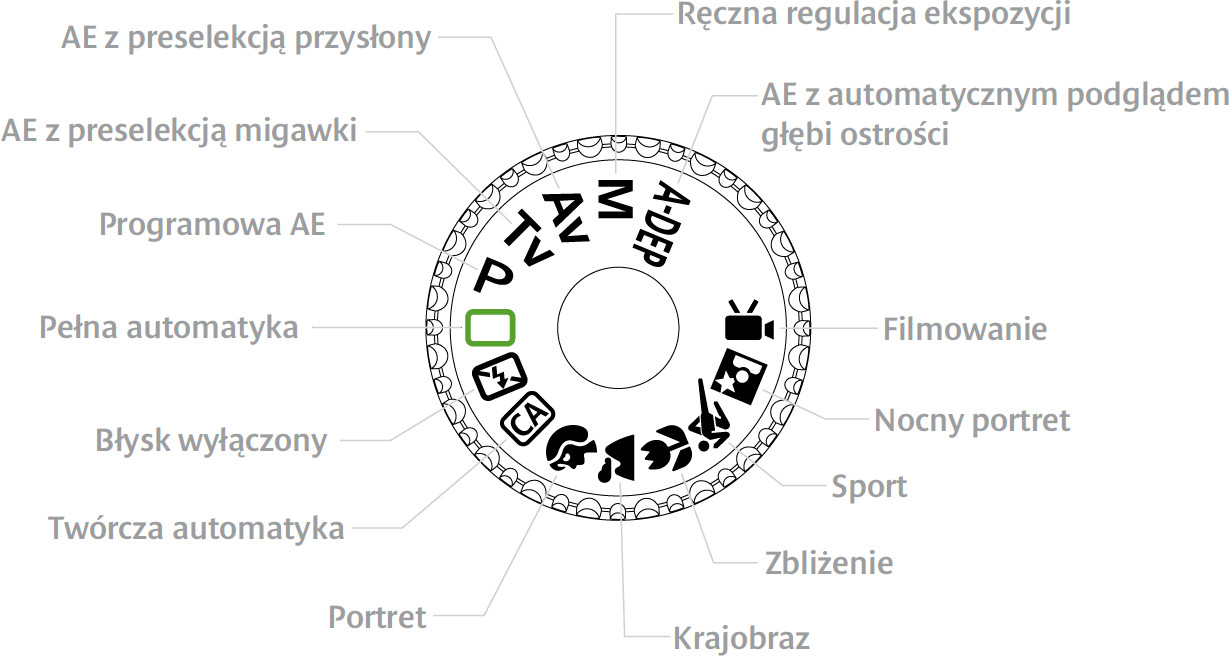 Ręczna regulacja ekspozycji
AE z preselekcją przysłony
AE z automatycznym podglądem
głębi ostrości
AE z preselekcją migawki
Programowa AE
Pełna automatyka
Błysk wyłączony
Twórcza automatyka
Portret
Krajobraz
Zbliżenie
Sport
Nocny portret
Filmowanie
A-DEP
M
AV
TV
P
CA